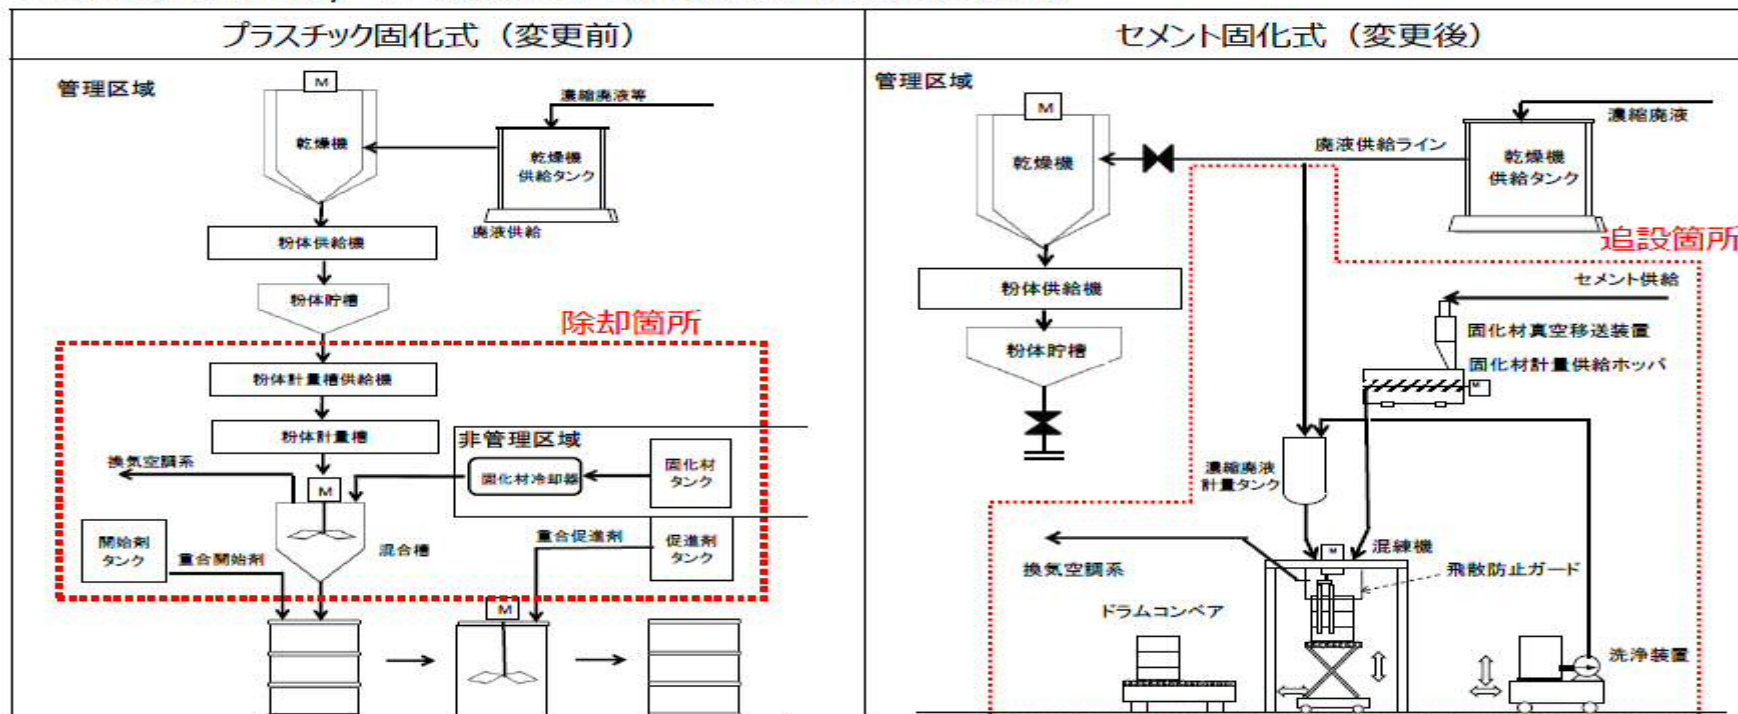 プラスチック固化式（変更前）
管理区域
M
濃縮廃液等
乾燥機
乾燥機
供給タンク
廃液供給
粉体供給機
粉体貯槽
除却箇所
粉体計量槽供給機
粉体計量槽
非管理区域
換気空調系
固化材冷却器
固化材
タンク
M
混合槽
開始剤
タンク
重合開始剤
重合促進剤
促進剤
タンク
M
セメント固化式（変更後）
管理区域
M
濃縮廃液
廃液供給ライン
乾燥機
乾燥機
供給タンク
追設箇所
セメント供給
粉体供給機
固化材真空移送装置
粉体貯槽
固化材計量供給ホッパ
M
濃縮廃液
計量タンク
M
混練機
換気空調系
飛散防止ガード
ドラムコンベア
洗浄装置